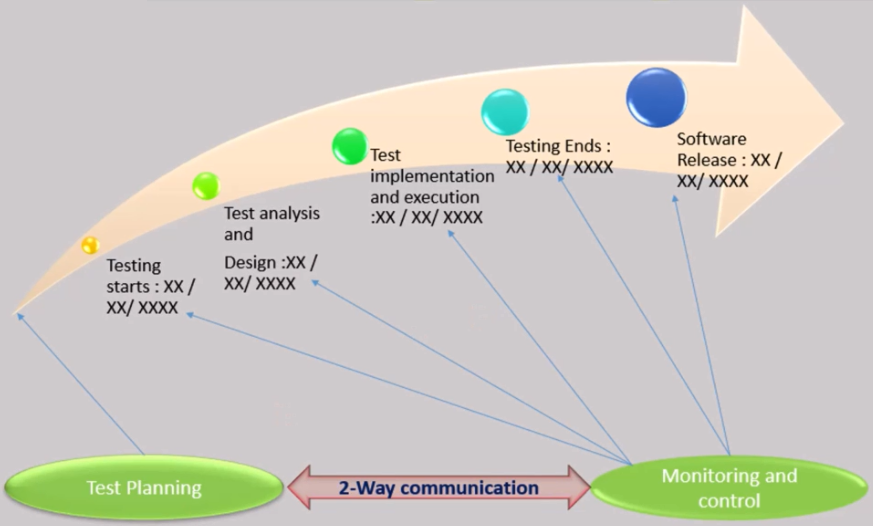 Testing
starts : XX /
XX/ XXXX
Test analysis
and
Design :XX /
XX/ XXXX
Test
implementation
and execution
:XX / XX/ XXXX
Testing Ends :
XX / XX/ XXXX
Software
Release : XX /
XX/ XXXX
Test Planning
2-Way communication
Monitoring and
control